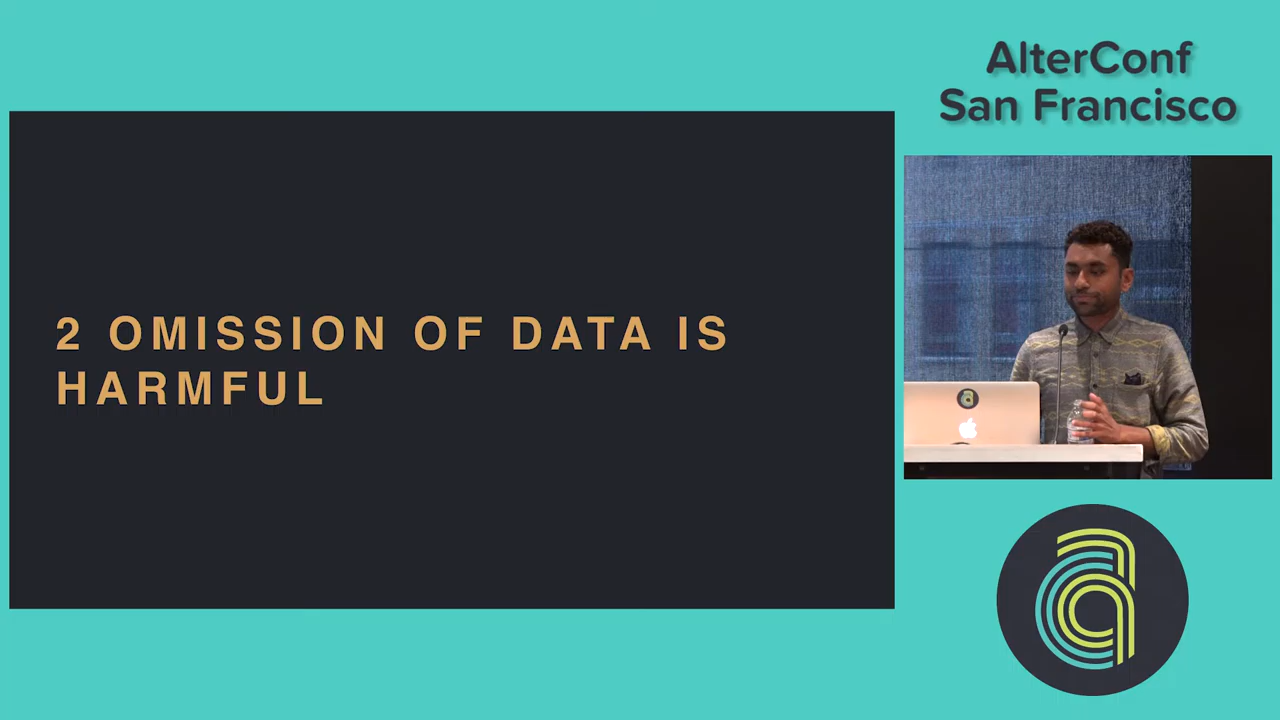 AlterConf
San Francisco
2 OMISSION OF DATA IS
HARMFUL